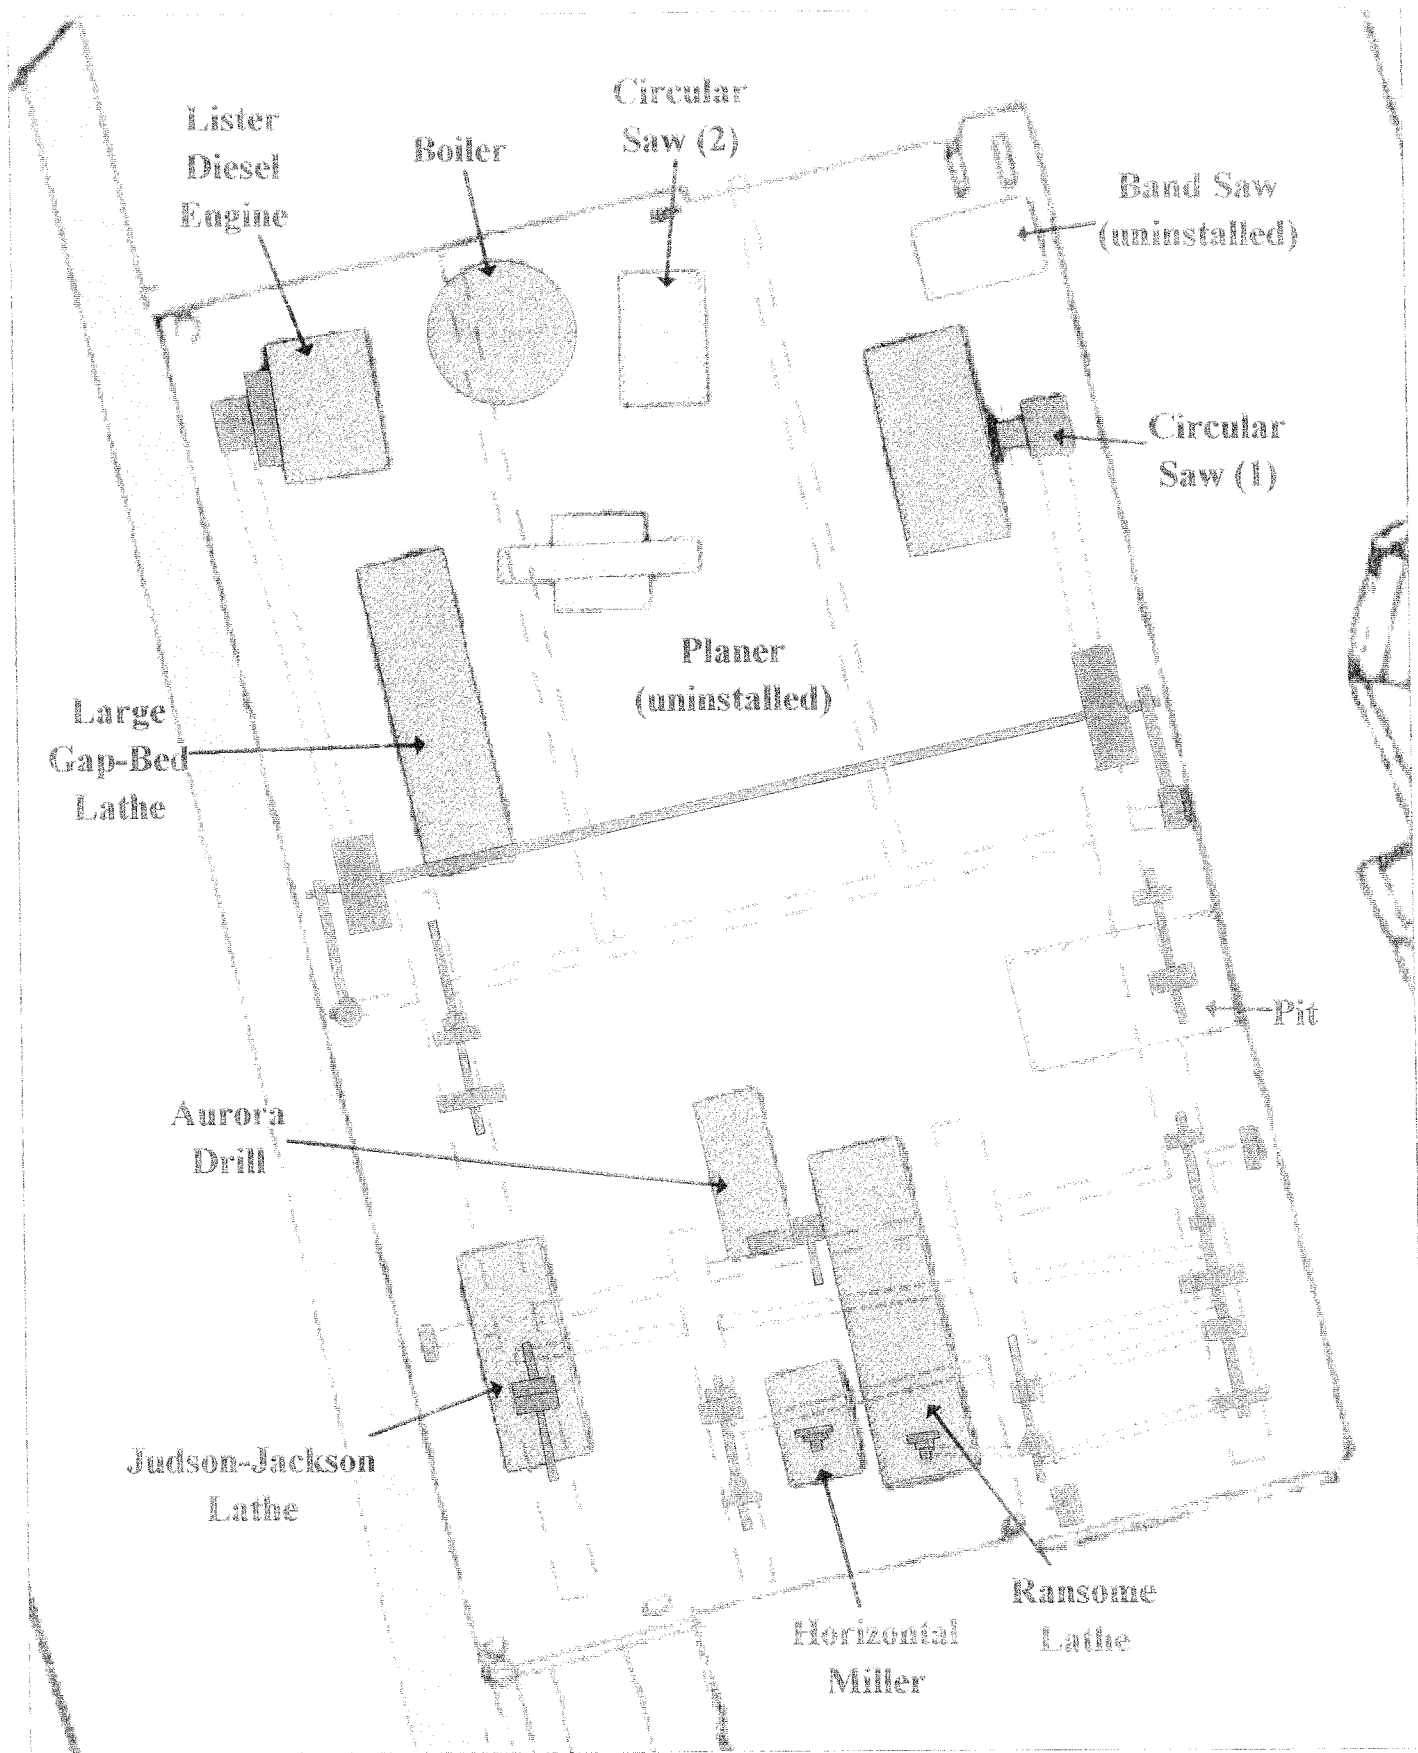 Circular
Saw (2)
Lister
Diesel
Engine
Boiler
Band Saw
(uninstalled)
Circular
Saw (1)
Planer
(uninstalled)
Large
Gap-Bed
Lathe
Pit
Aurora
Drill
Judson-Jackson
Lathe
Ransome
Lathe
Horizontal
Miller